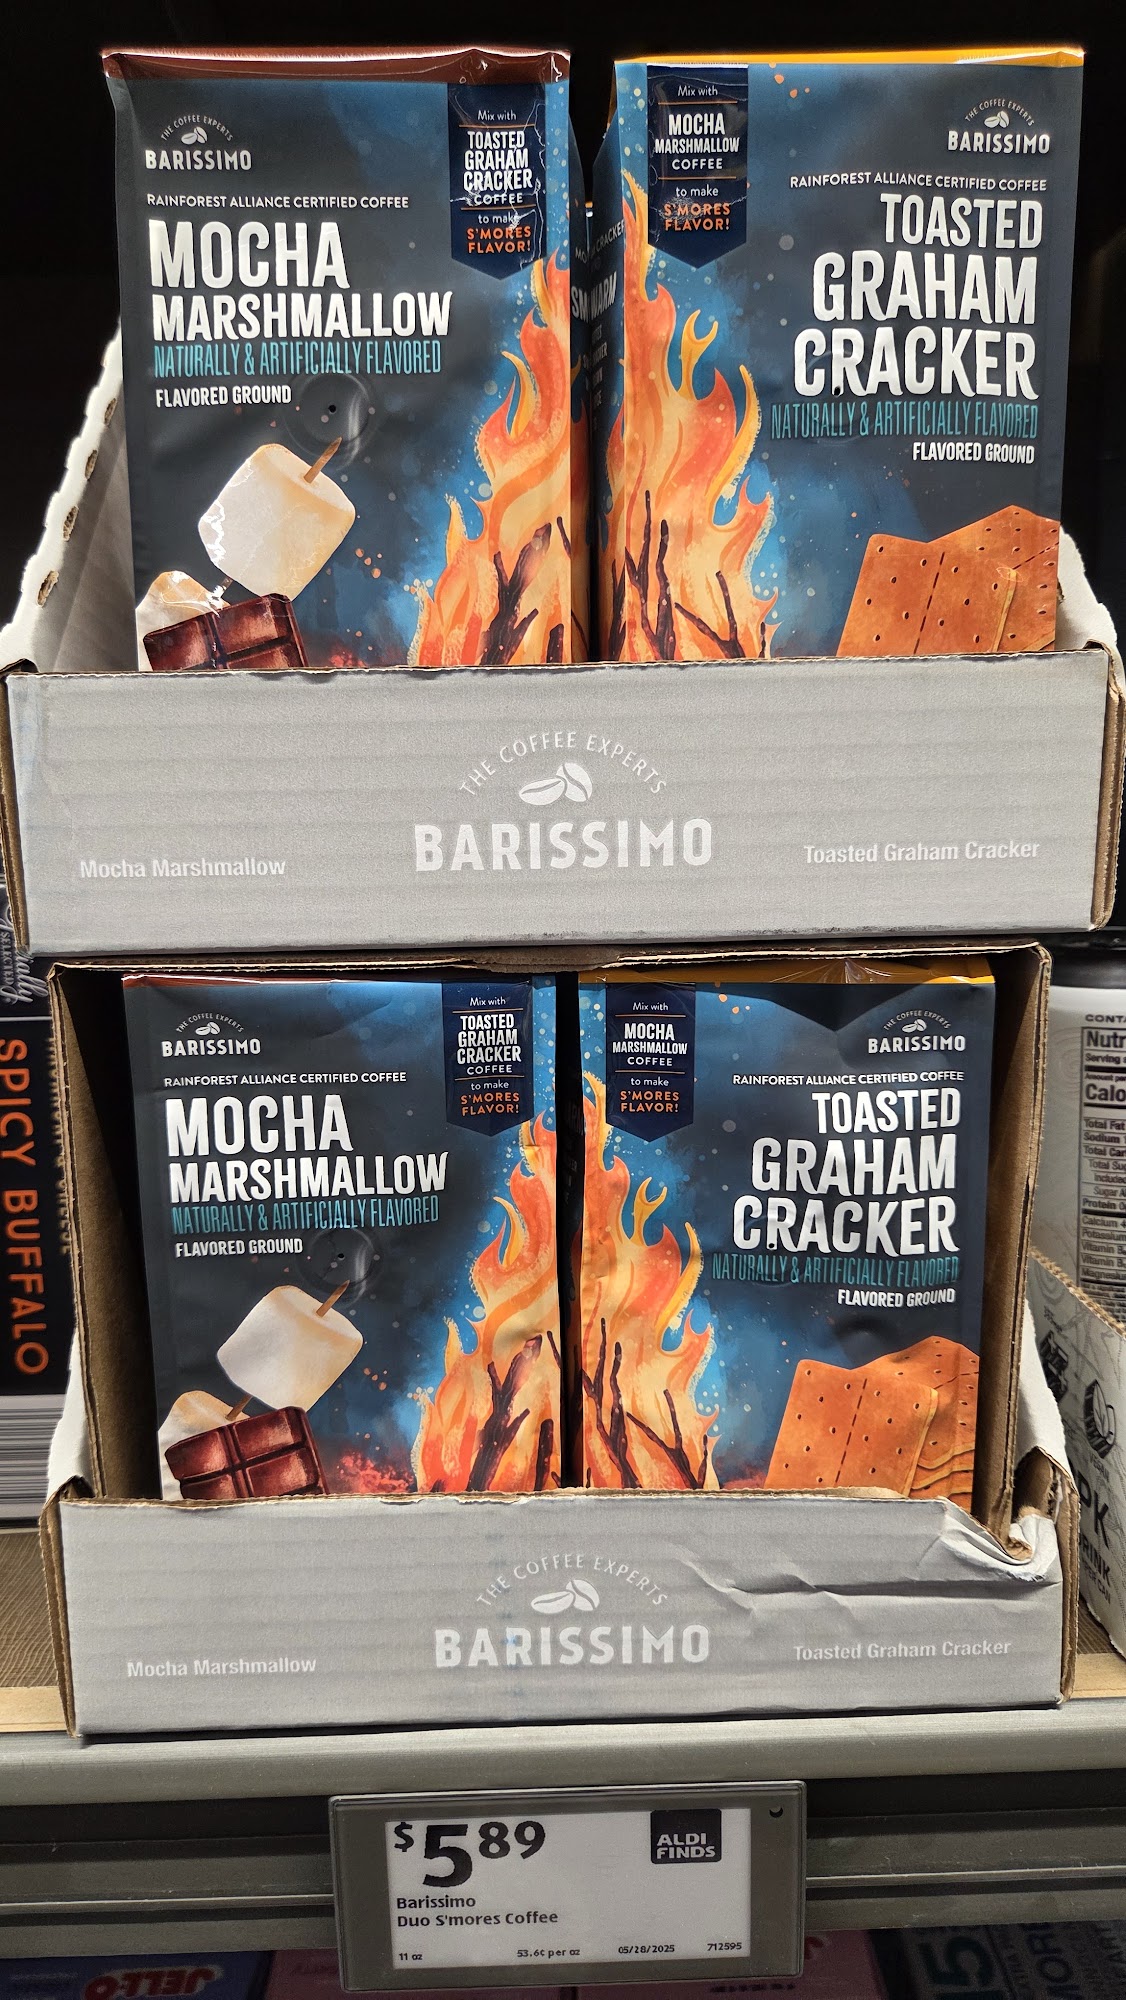 THE COFFEE EXPERTS
BARISSIMO
RAINFOREST ALLIANCE CERTIFIED COFFEE
MOCHA
MARSHMALLOW
NATURALLY & ARTIFICIALLY FLAVORED
FLAVORED GROUND
Mix with
TOASTED
GRAHAM
CRACKER
COFFEE
to make
S'MORES
FLAVOR!
Mix with
MOCHA
MARSHMALLOW
COFFEE
to make
S'MORES
FLAVOR!
THE COFFEE EXPERTS
BARISSIMO
RAINFOREST ALLIANCE CERTIFIED COFFEE
TOASTED
GRAHAM
CRACKER
NATURALLY & ARTIFICIALLY FLAVORED
FLAVORED GROUND
THE COFFEE EXPERTS
BARISSIMO
Mocha Marshmallow
Toasted Graham Cracker
THE COFFEE EXPERTS
BARISSIMO
RAINFOREST ALLIANCE CERTIFIED COFFEE
MOCHA
MARSHMALLOW
NATURALLY & ARTIFICIALLY FLAVORED
FLAVORED GROUND
Mix with
TOASTED
GRAHAM
CRACKER
COFFEE
to make
S'MORES
FLAVOR!
Mix with
MOCHA
MARSHMALLOW
COFFEE
to make
S'MORES
FLAVOR!
THE COFFEE EXPERTS
BARISSIMO
RAINFOREST ALLIANCE CERTIFIED COFFEE
TOASTED
GRAHAM
CRACKER
NATURALLY & ARTIFICIALLY FLAVORED
FLAVORED GROUND
SPICY BUFFALO
THE COFFEE EXPERTS
BARISSIMO
Mocha Marshmallow
Toasted Graham Cracker
$5 89
ALDI
FINDS
Barissimo
Duo S'mores Coffee
11 oz 53.6¢ per oz 05/28/2025 712595
JELL-O